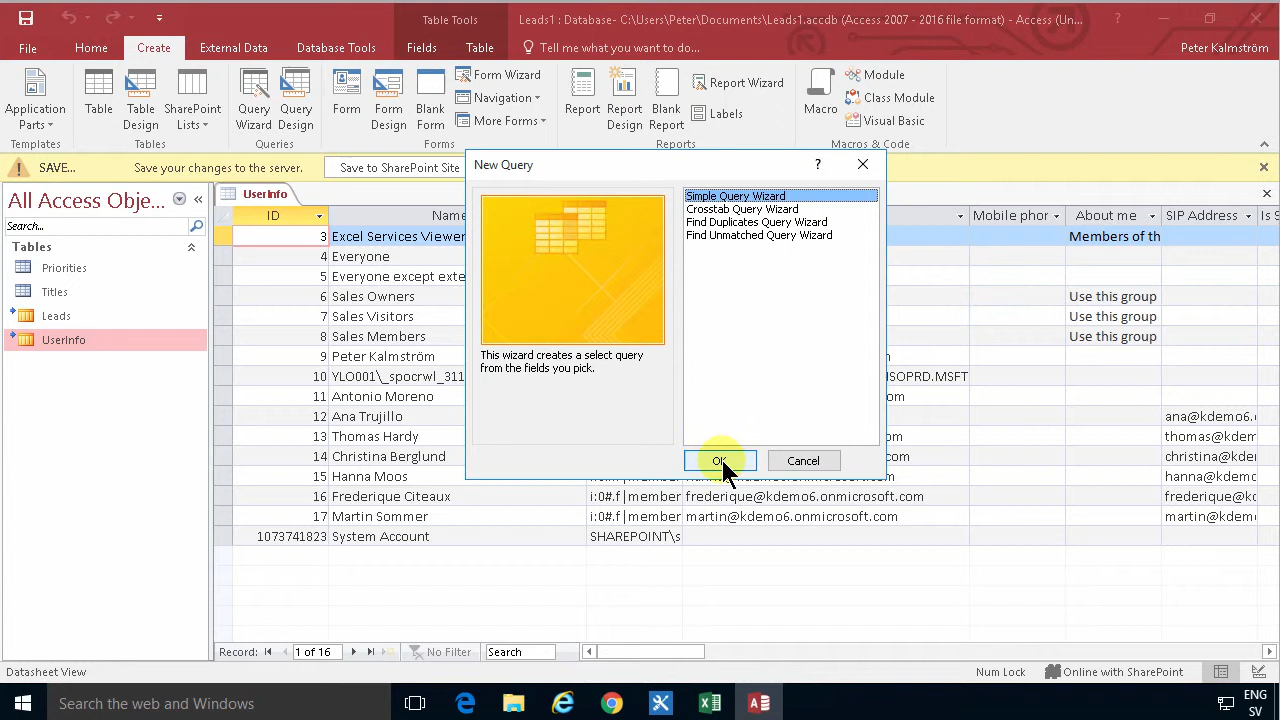 Table Tools
Leads1 : Database- C:\Users\Peter\Documents\Leads1.accdb (Access 2007 - 2016 file format) - Access (Un...
?
File
Home
Create
External Data
Database Tools
Fields
Table
Tell me what you want to do...
Peter Kalmström
Application Parts
Table
Table Design
SharePoint Lists
Query Wizard
Query Design
Form
Form Design
Blank Form
Form Wizard
Navigation
More Forms
Report
Report Design
Blank Report
Report Wizard
Labels
Macro
Module
Class Module
Visual Basic
Templates
Tables
Queries
Forms
Reports
Macros & Code
SAVE...
Save your changes to the server.
Save to SharePoint Site
All Access Obje...
Search...
Tables
Priorities
Titles
Leads
UserInfo
UserInfo
ID
Name
Mobile phor
About me
SIP Address
Is S
3 Excel Services Viewer
Members of th
4 Everyone
5 Everyone except exte
6 Sales Owners
Use this group
7 Sales Visitors
Use this group
8 Sales Members
Use this group
9 Peter Kalmström
10 YLO001\_spocrwl_311
ISOPRD.MSFT
11 Antonio Moreno
com
12 Ana Trujillo
ana@kdemo6.
13 Thomas Hardy
com
thomas@kden
14 Christina Berglund
com
christina@kde
15 Hanna Moos
i:0#.f|member
hanna@kdemo6.onmicrosoft.com
hanna@kdem
16 Frederique Citeaux
i:0#.f|member
frederique@kdemo6.onmicrosoft.com
frederique@k
17 Martin Sommer
i:0#.f|member
martin@kdemo6.onmicrosoft.com
martin@kdem
1073741823 System Account
SHAREPOINT\s
New Query
?
Simple Query Wizard
Crosstab Query Wizard
Find Duplicates Query Wizard
Find Unmatched Query Wizard
This wizard creates a select query
from the fields you pick.
OK
Cancel
Record:
1 of 16
No Filter
Search
Datasheet View
Num Lock
Online with SharePoint
Search the web and Windows
ENG
SV